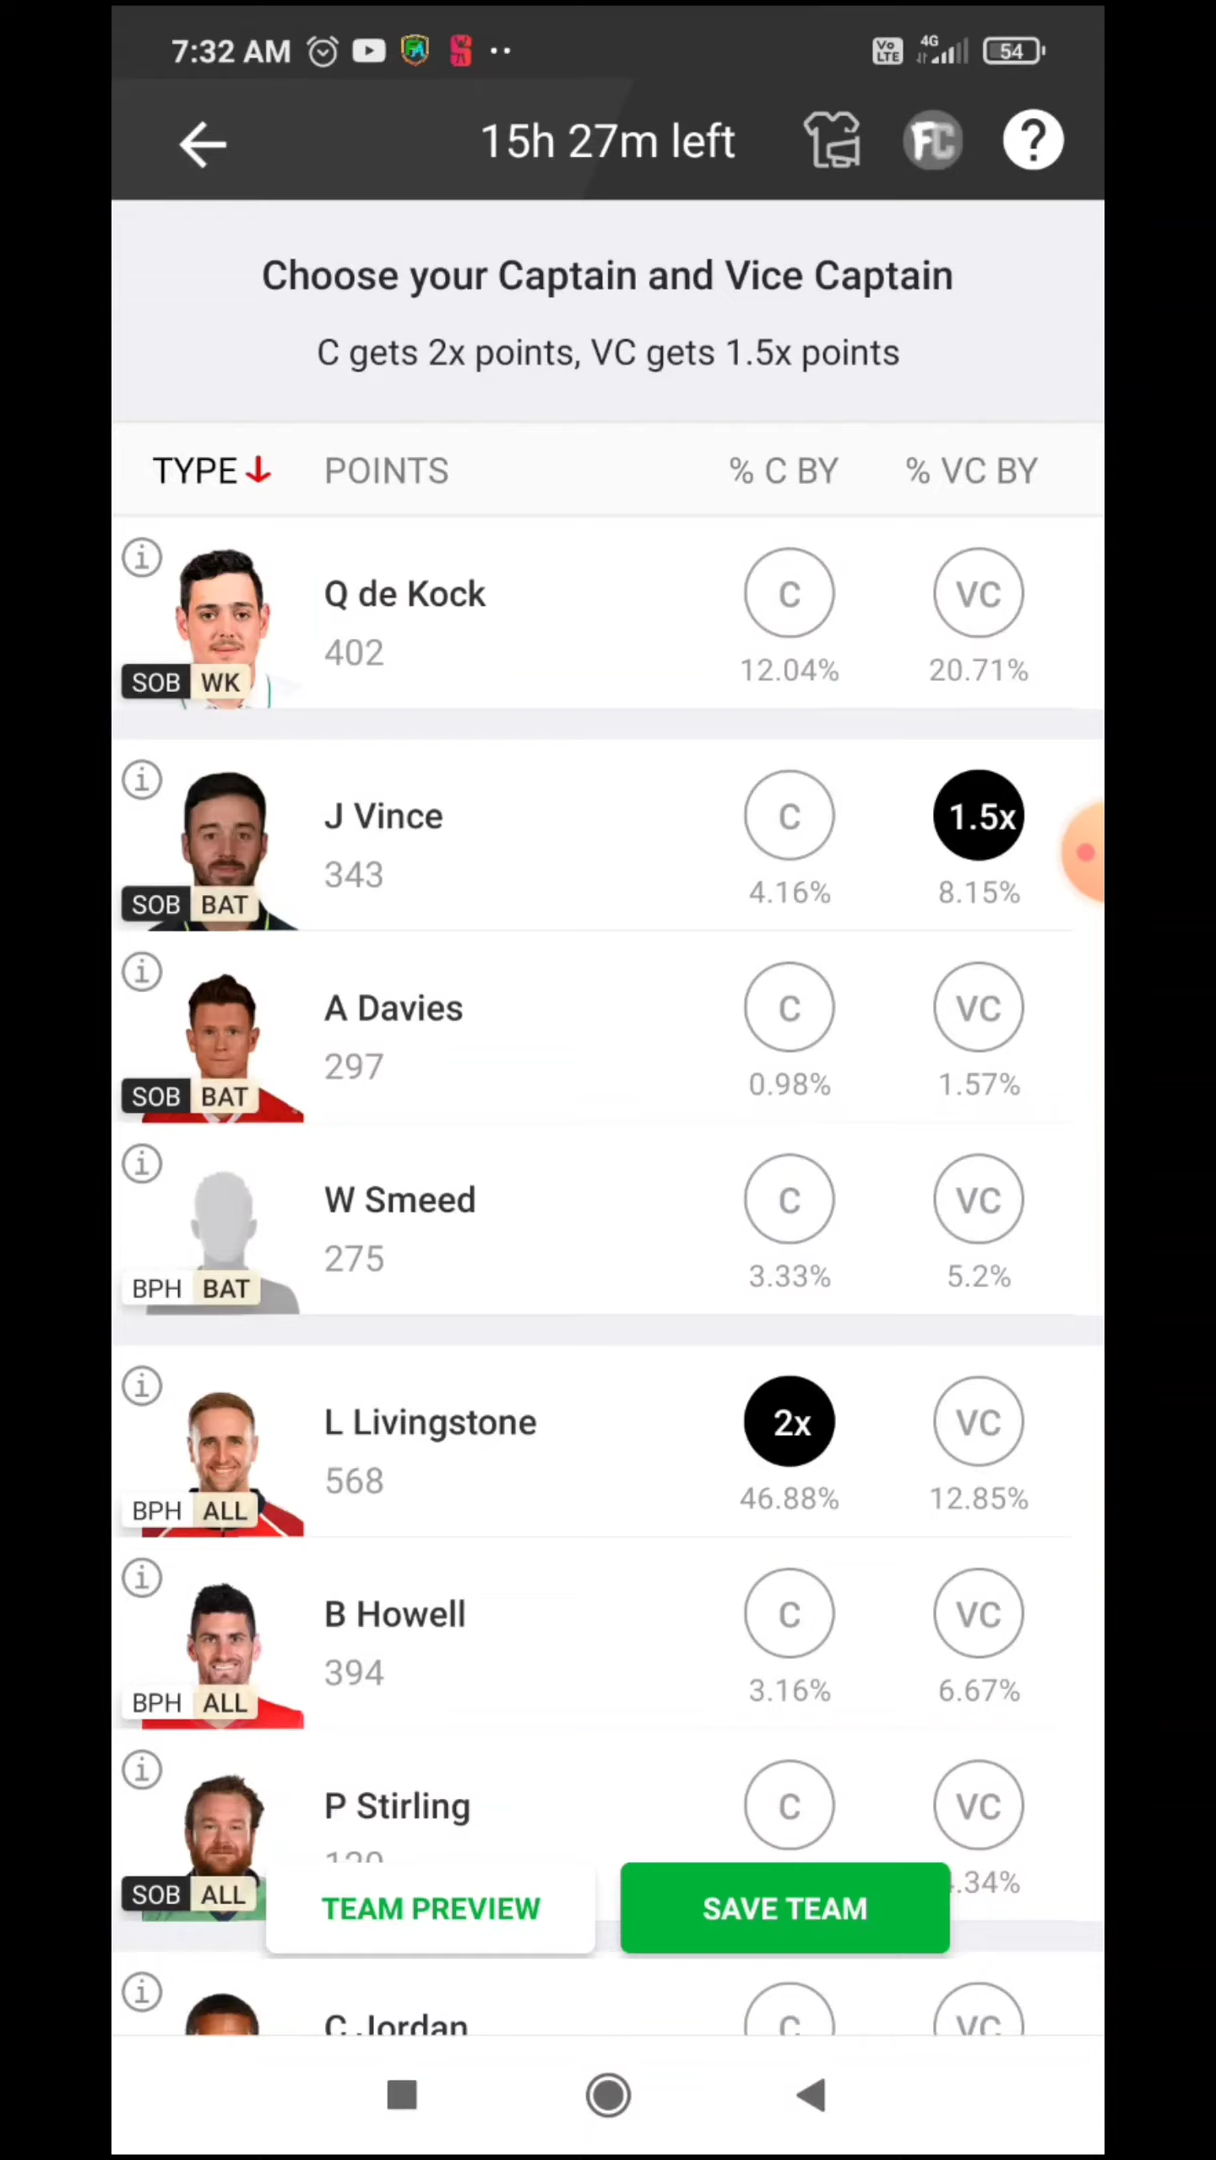 7:32 AM
Vo LTE 4G 54
15h 27m left
FC ?
Choose your Captain and Vice Captain
C gets 2x points, VC gets 1.5x points
TYPE POINTS % C BY % VC BY
Q de Kock C VC
402 12.04% 20.71%
SOB WK
J Vince C 1.5x
343 4.16% 8.15%
SOB BAT
A Davies C VC
297 0.98% 1.57%
SOB BAT
W Smeed C VC
275 3.33% 5.2%
BPH BAT
L Livingstone 2x VC
568 46.88% 12.85%
BPH ALL
B Howell C VC
394 3.16% 6.67%
BPH ALL
P Stirling C VC
.34%
SOB ALL
TEAM PREVIEW SAVE TEAM
C Jordan C VC